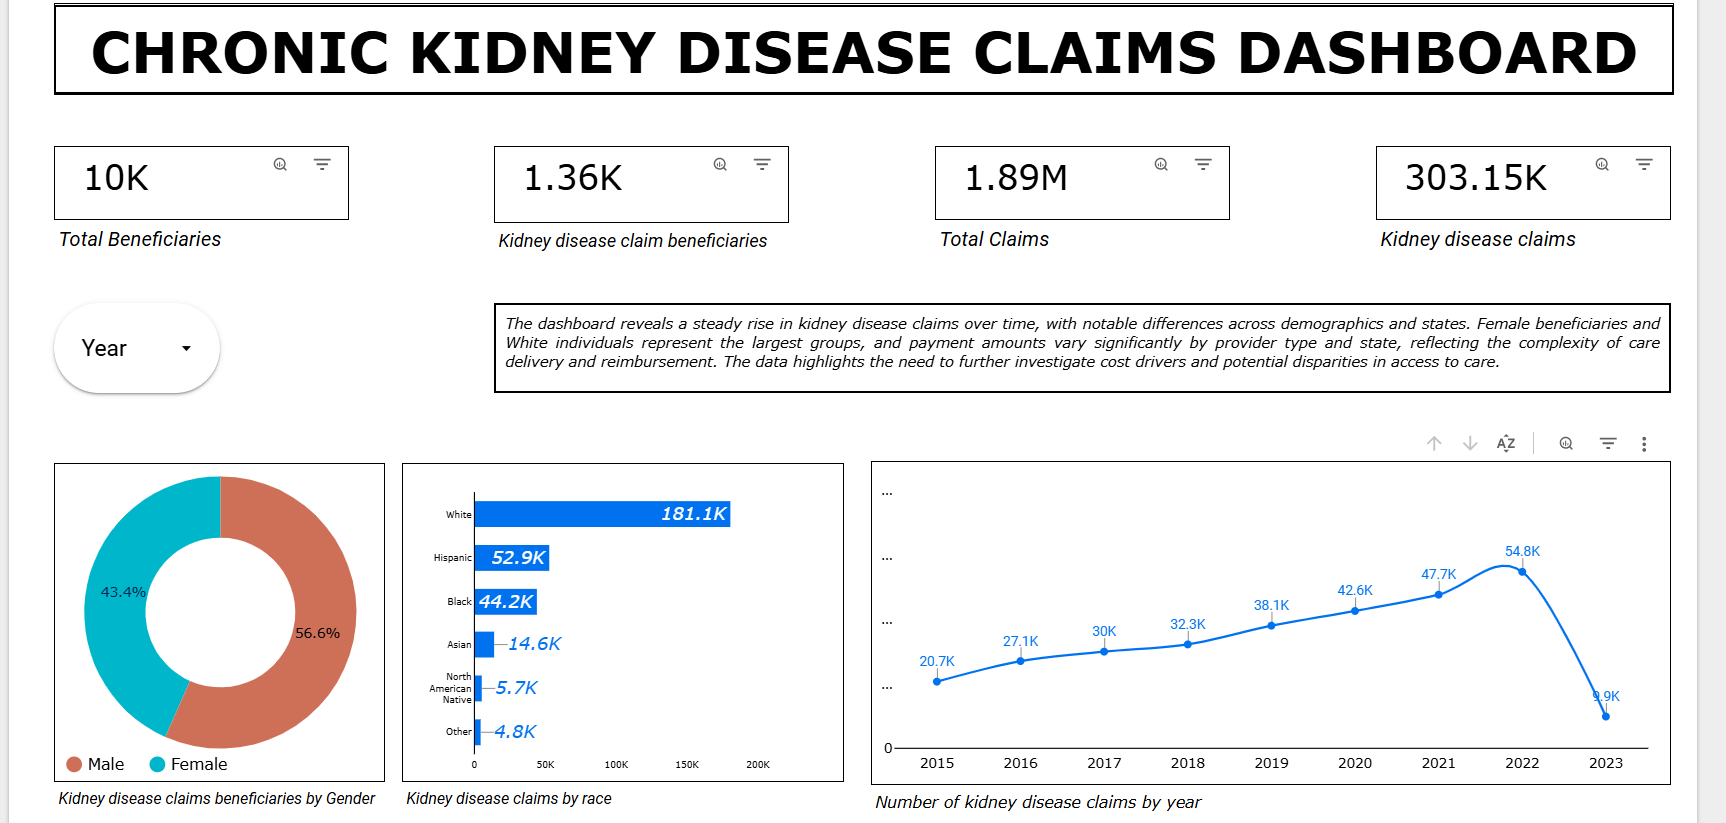 CHRONIC KIDNEY DISEASE CLAIMS DASHBOARD
10K
Total Beneficiaries
1.36K
Kidney disease claim beneficiaries
1.89M
Total Claims
303.15K
Kidney disease claims
Year
The dashboard reveals a steady rise in kidney disease claims over time, with notable differences across demographics and states. Female beneficiaries and
White individuals represent the largest groups, and payment amounts vary significantly by provider type and state, reflecting the complexity of care
delivery and reimbursement. The data highlights the need to further investigate cost drivers and potential disparities in access to care.
AZ
43.4%
56.6%
Male
Female
Kidney disease claims beneficiaries by Gender
White
181.1K
Hispanic
52.9K
Black
44.2K
Asian
14.6K
North
American
Native
5.7K
Other
4.8K
0 50K 100K 150K 200K
Kidney disease claims by race
...
...
...
...
0
20.7K
27.1K
30K
32.3K
38.1K
42.6K
47.7K
54.8K
9.9K
2015 2016 2017 2018 2019 2020 2021 2022 2023
Number of kidney disease claims by year